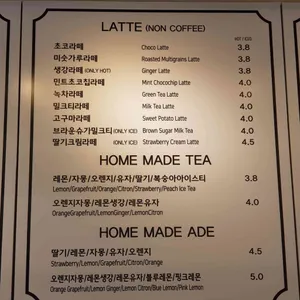 LATTE (NON COFFEE)
HOT / ICED
초코라떼 Choco Latte 3.8
미숫가루라떼 Roasted Multigrains Latte 3.8
생강라떼 (ONLY HOT) Ginger Latte 3.8
민트초코칩라떼 Mint Chocochip Latte 4.0
녹차라떼 Green Tea Latte 4.0
밀크티라떼 Milk Tea Latte 4.0
고구마라떼 Sweet Potato Latte 4.0
브라운슈가밀크티 (ONLY ICE) Brown Sugar Milk Tea 4.0
딸기크림라떼 (ONLY ICE) Strawberry Cream Latte 4.5
HOME MADE TEA
레몬/자몽/오렌지/유자/딸기/복숭아아이스티 3.8
Lemon/Grapefruit/Orange/Citron/Strawberry/Peach Ice Tea
오렌지자몽/레몬생강/레몬유자 4.0
OrangeGrapefruit/LemonGinger/LemonCitron
HOME MADE ADE
딸기/레몬/자몽/유자/오렌지 4.5
Strawberry/Lemon/Grapefruit/Citron/Orange
오렌지자몽/레몬생강/레몬유자/블루레몬/핑크레몬 5.0
Orange Grapefruit/Lemon Ginger/Lemon Citron/Blue Lemon/Pink Lemon